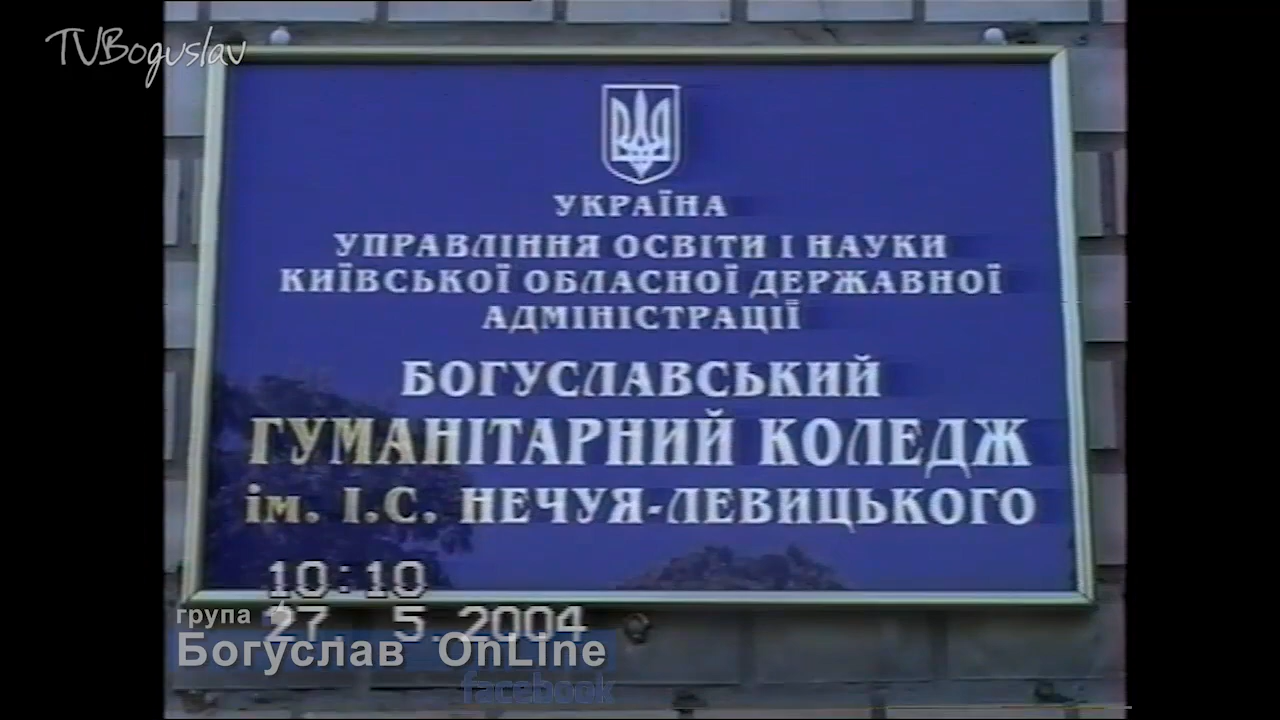 TVBoguslav
УКРАЇНА
УПРАВЛІННЯ ОСВІТИ І НАУКИ
КИЇВСЬКОЇ ОБЛАСНОЇ ДЕРЖАВНОЇ
АДМІНІСТРАЦІЇ
БОГУСЛАВСЬКИЙ
ГУМАНІТАРНИЙ КОЛЕДЖ
ім. І.С. НЕЧУЯ-ЛЕВИЦЬКОГО
10:10
27. 5.2004
група
Богуслав OnLine
facebook